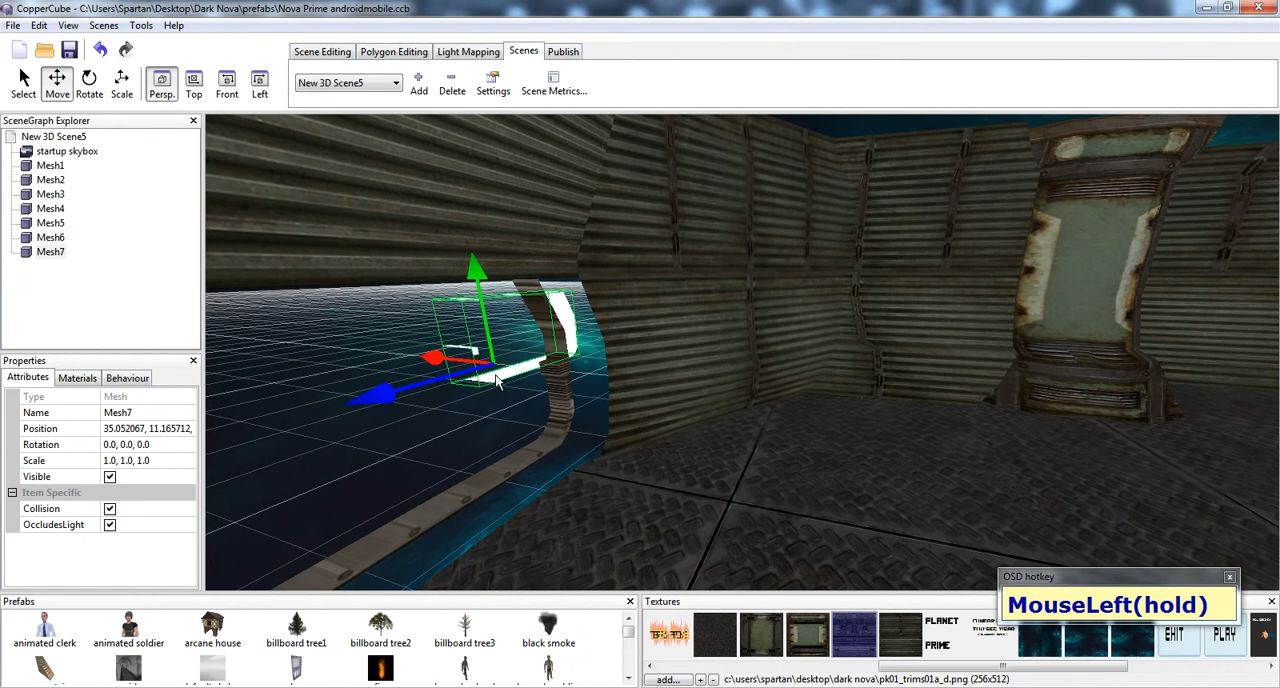 CopperCube - C:\Users\Spartan\Desktop\Dark Nova\prefabs\Nova Prime androidmobile.ccb
File Edit Scenes Tools Help
Scene Editing Polygon Editing Light Mapping Scenes Publish
Select Move Rotate Scale Persp. Top Front Left
New 3D Scene5 Add Delete Settings Scene Metrics...
SceneGraph Explorer
New 3D Scene5
startup skybox
Mesh1
Mesh2
Mesh3
Mesh4
Mesh5
Mesh6
Mesh7
Properties
Attributes Materials Behaviour
Type Mesh
Name Mesh7
Position 35.052067, 11.165712,
Rotation 0.0, 0.0, 0.0
Scale 1.0, 1.0, 1.0
Visible
Item Specific
Collision
OccludesLight
OSD hotkey
MouseLeft(hold)
Prefabs
animated clerk animated soldier arcane house billboard tree1 billboard tree2 billboard tree3 black smoke
Textures
PLANET
PRIME
EXIT PLAY
add... + - c:\users\spartan\desktop\dark nova\pk01_trims01a_d.png (256x512)